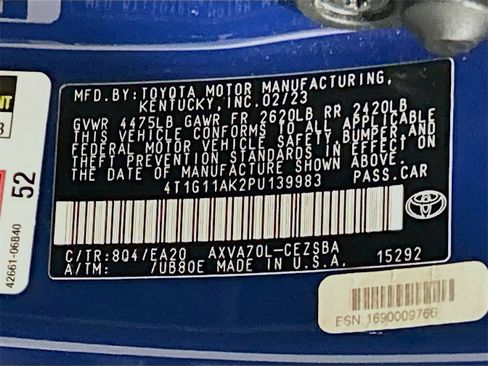 MFD.BY:TOYOTA MOTOR MANUFACTURING,
KENTUCKY, INC.02/23
GVWR 4475LB GAWR FR 2620LB RR 2420LB
THIS VEHICLE CONFORMS TO ALL APPLICABLE
FEDERAL MOTOR VEHICLE SAFETY, BUMPER,AND
THEFT PREVENTION STANDARDS IN EFFECT ON
THE DATE OF MANUFACTURE SHOWN ABOVE.
4T1G11AK2PU139983 PASS.CAR
C/TR:8Q4/EA20 AXVA70L-CEZSBA
A/TM: /UB80E MADE IN U.S.A. 15292
52
42661-06B40
ESN: 1690009766